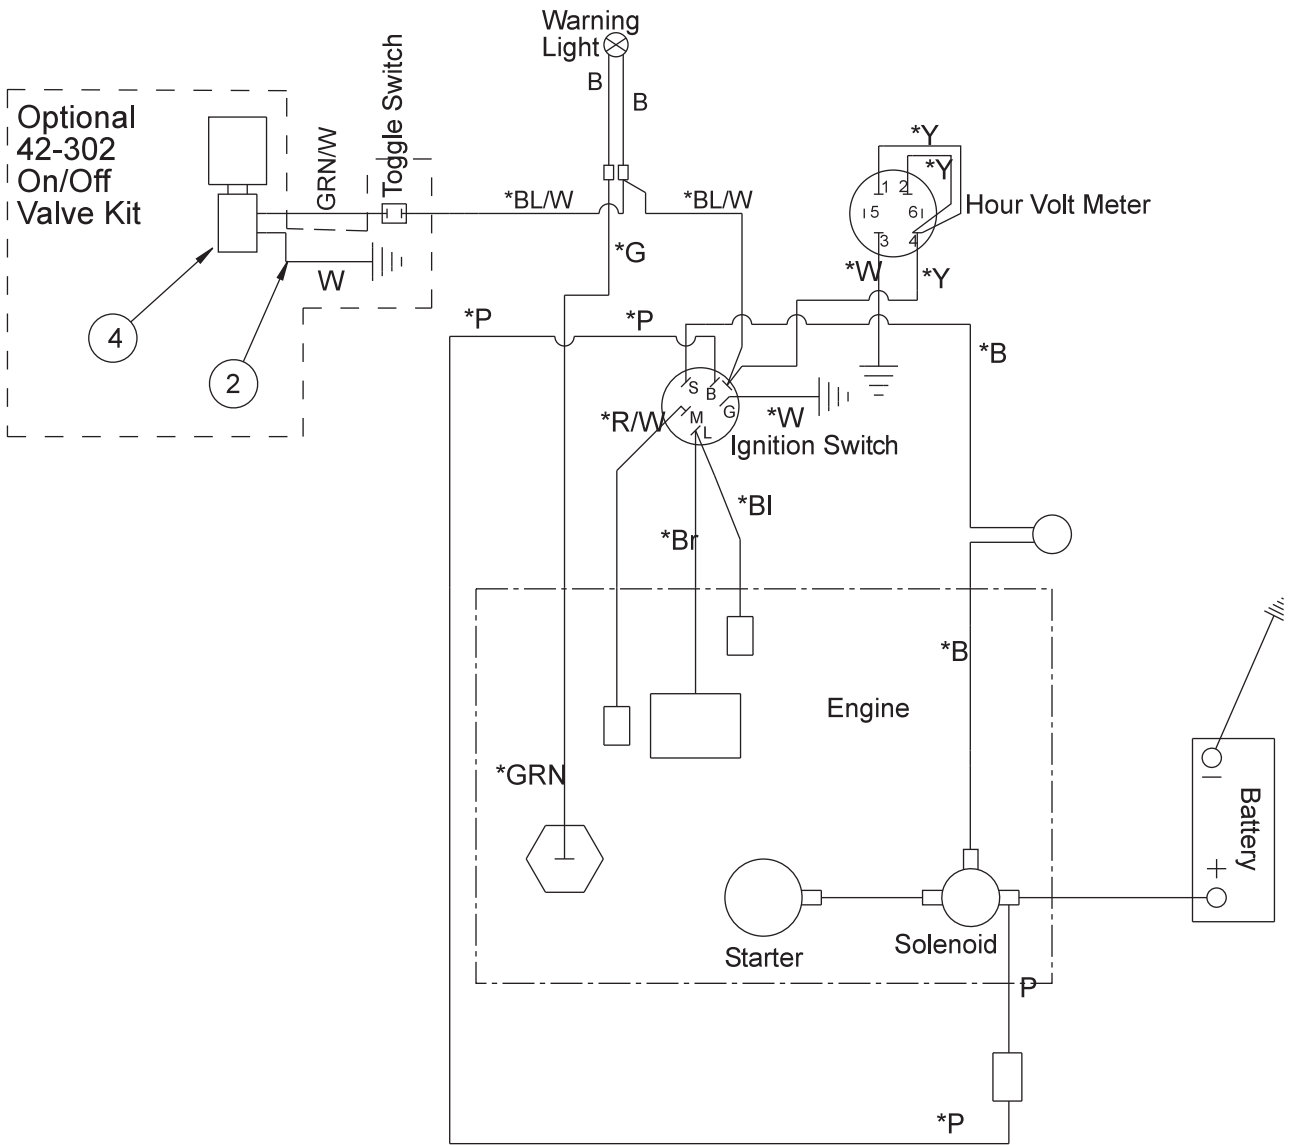 Warning
Light
B
B
Optional
42-302
On/Off
Valve Kit
GRN/W
Toggle Switch
*BL/W
*BL/W
*G
W
4
2
*Y
*Y
1
2
5
6
3
4
Hour Volt Meter
*W
*Y
*P
*P
*B
S
B
G
M
L
*R/W
*W
Ignition Switch
*Bl
*Br
*B
Engine
*GRN
Battery
–
+
Starter
Solenoid
P
*P